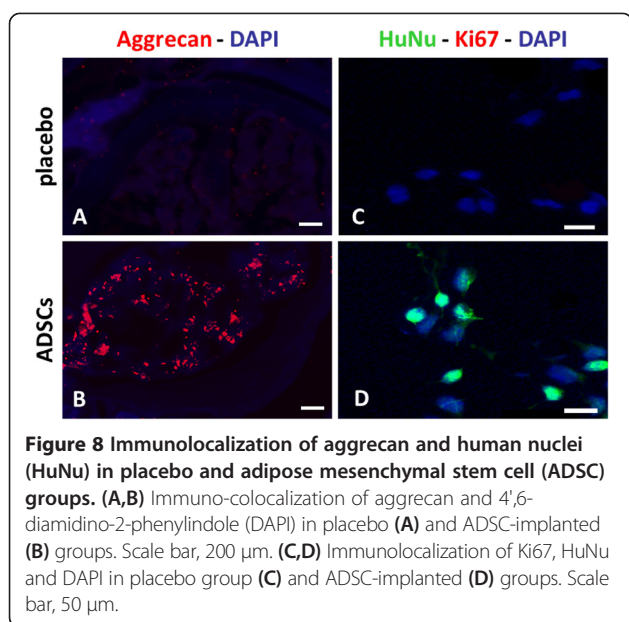 Aggrecan - DAPI
HuNu - Ki67 - DAPI
placebo
A
C
ADSCs
B
D
Figure 8 Immunolocalization of aggrecan and human nuclei
(HuNu) in placebo and adipose mesenchymal stem cell (ADSC)
groups. (A,B) Immuno-colocalization of aggrecan and 4',6-
diamidino-2-phenylindole (DAPI) in placebo (A) and ADSC-implanted
(B) groups. Scale bar, 200 μm. (C,D) Immunolocalization of Ki67, HuNu
and DAPI in placebo group (C) and ADSC-implanted (D) groups. Scale
bar, 50 μm.